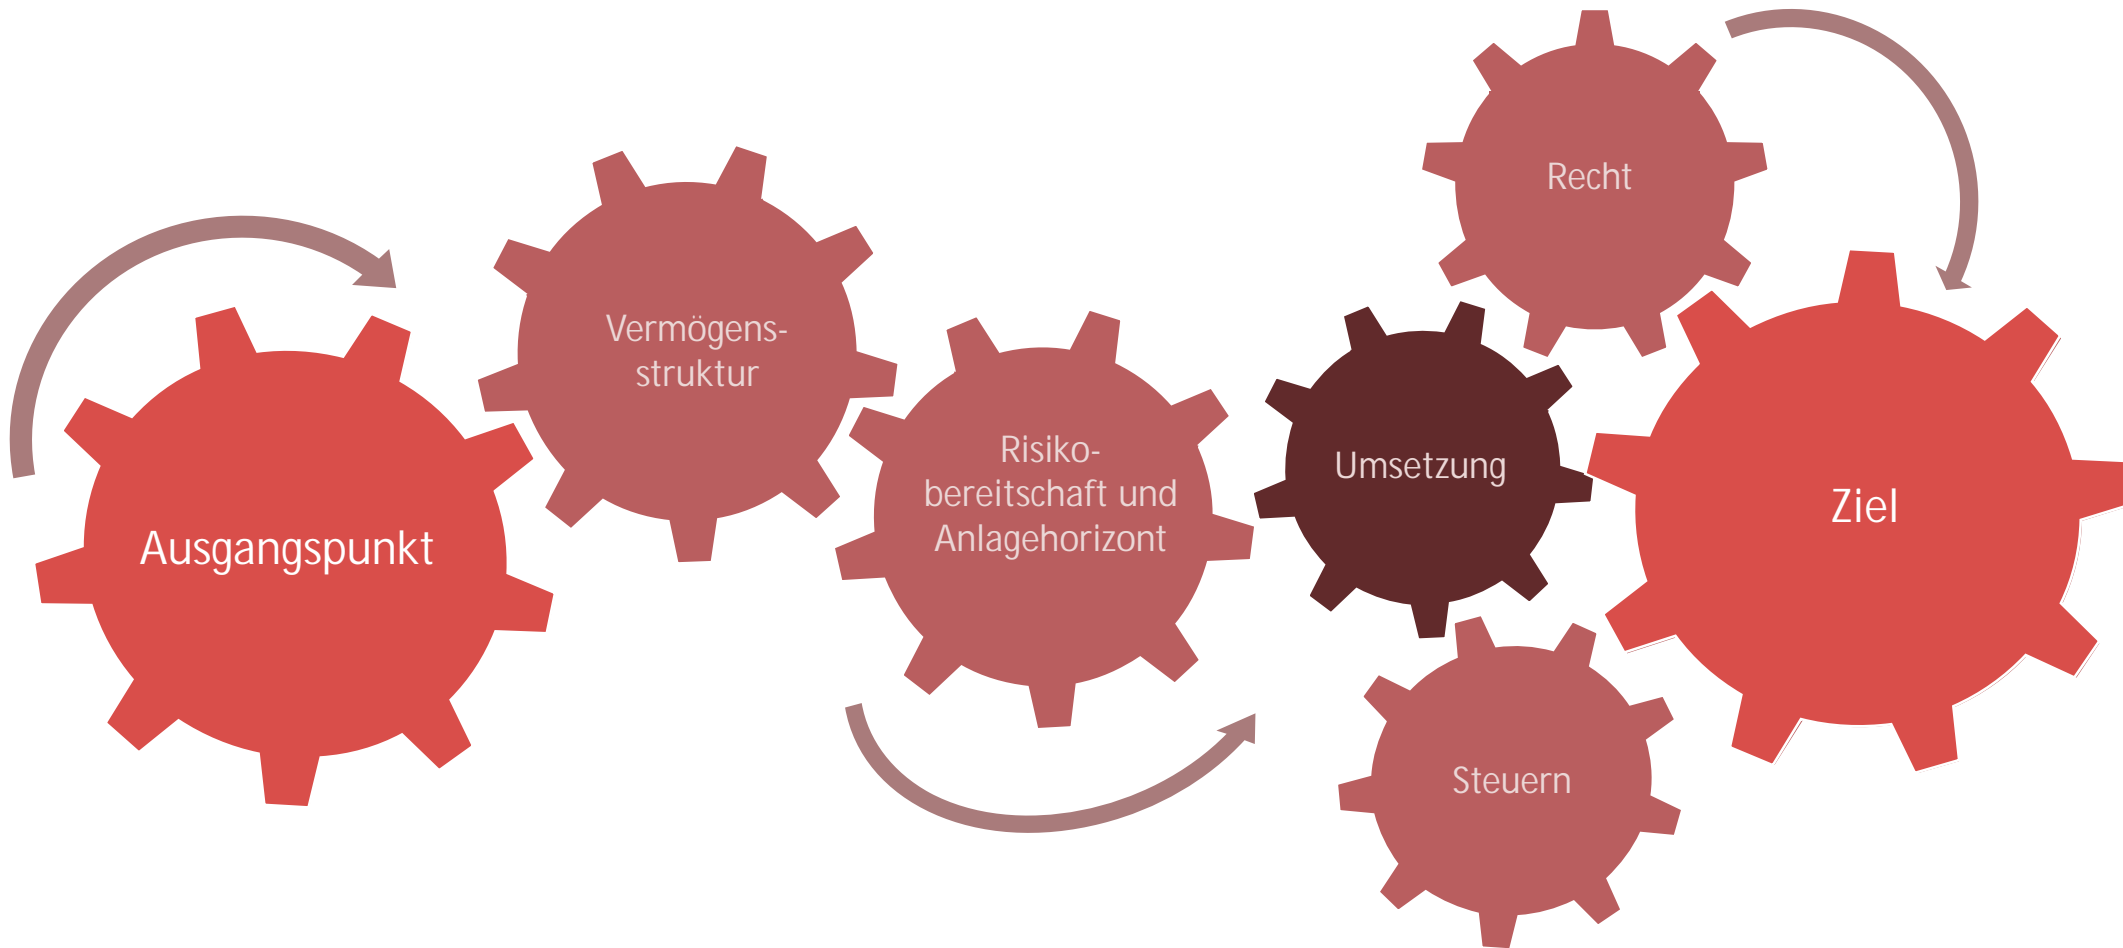 Ausgangspunkt
Vermögens-
struktur
Risiko-
bereitschaft und
Anlagehorizont
Umsetzung
Recht
Steuern
Ziel